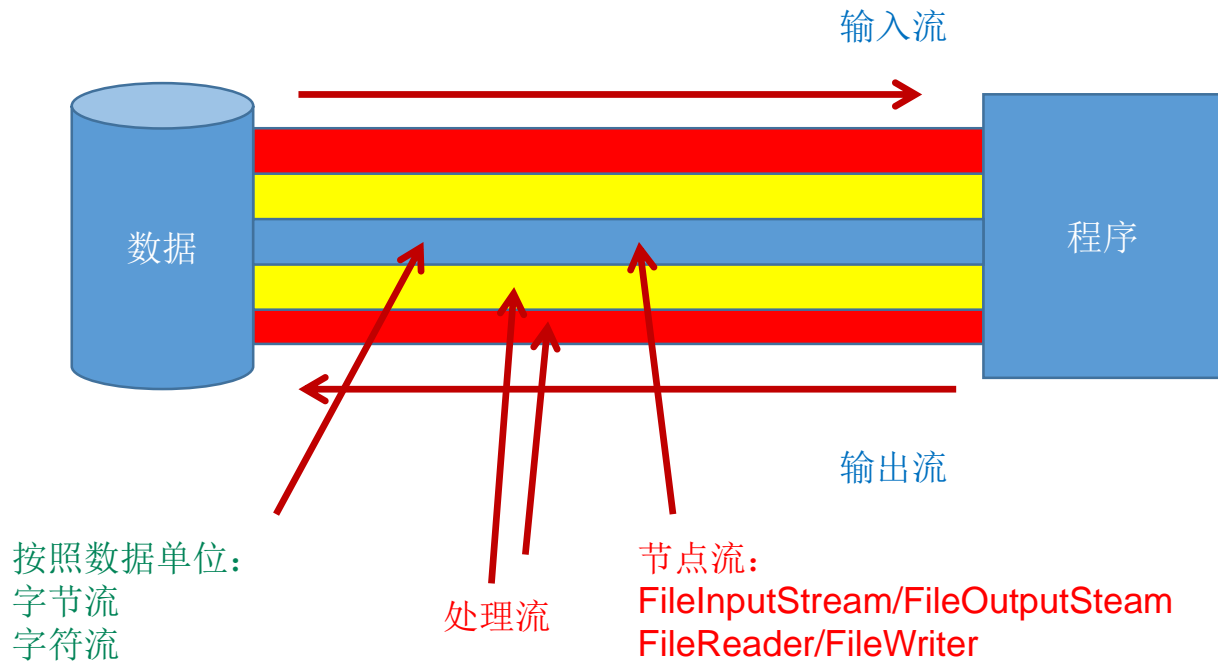 输入流
数据
程序
输出流
按照数据单位：
字节流
字符流
处理流
节点流：
FileInputStream/FileOutputSteam
FileReader/FileWriter